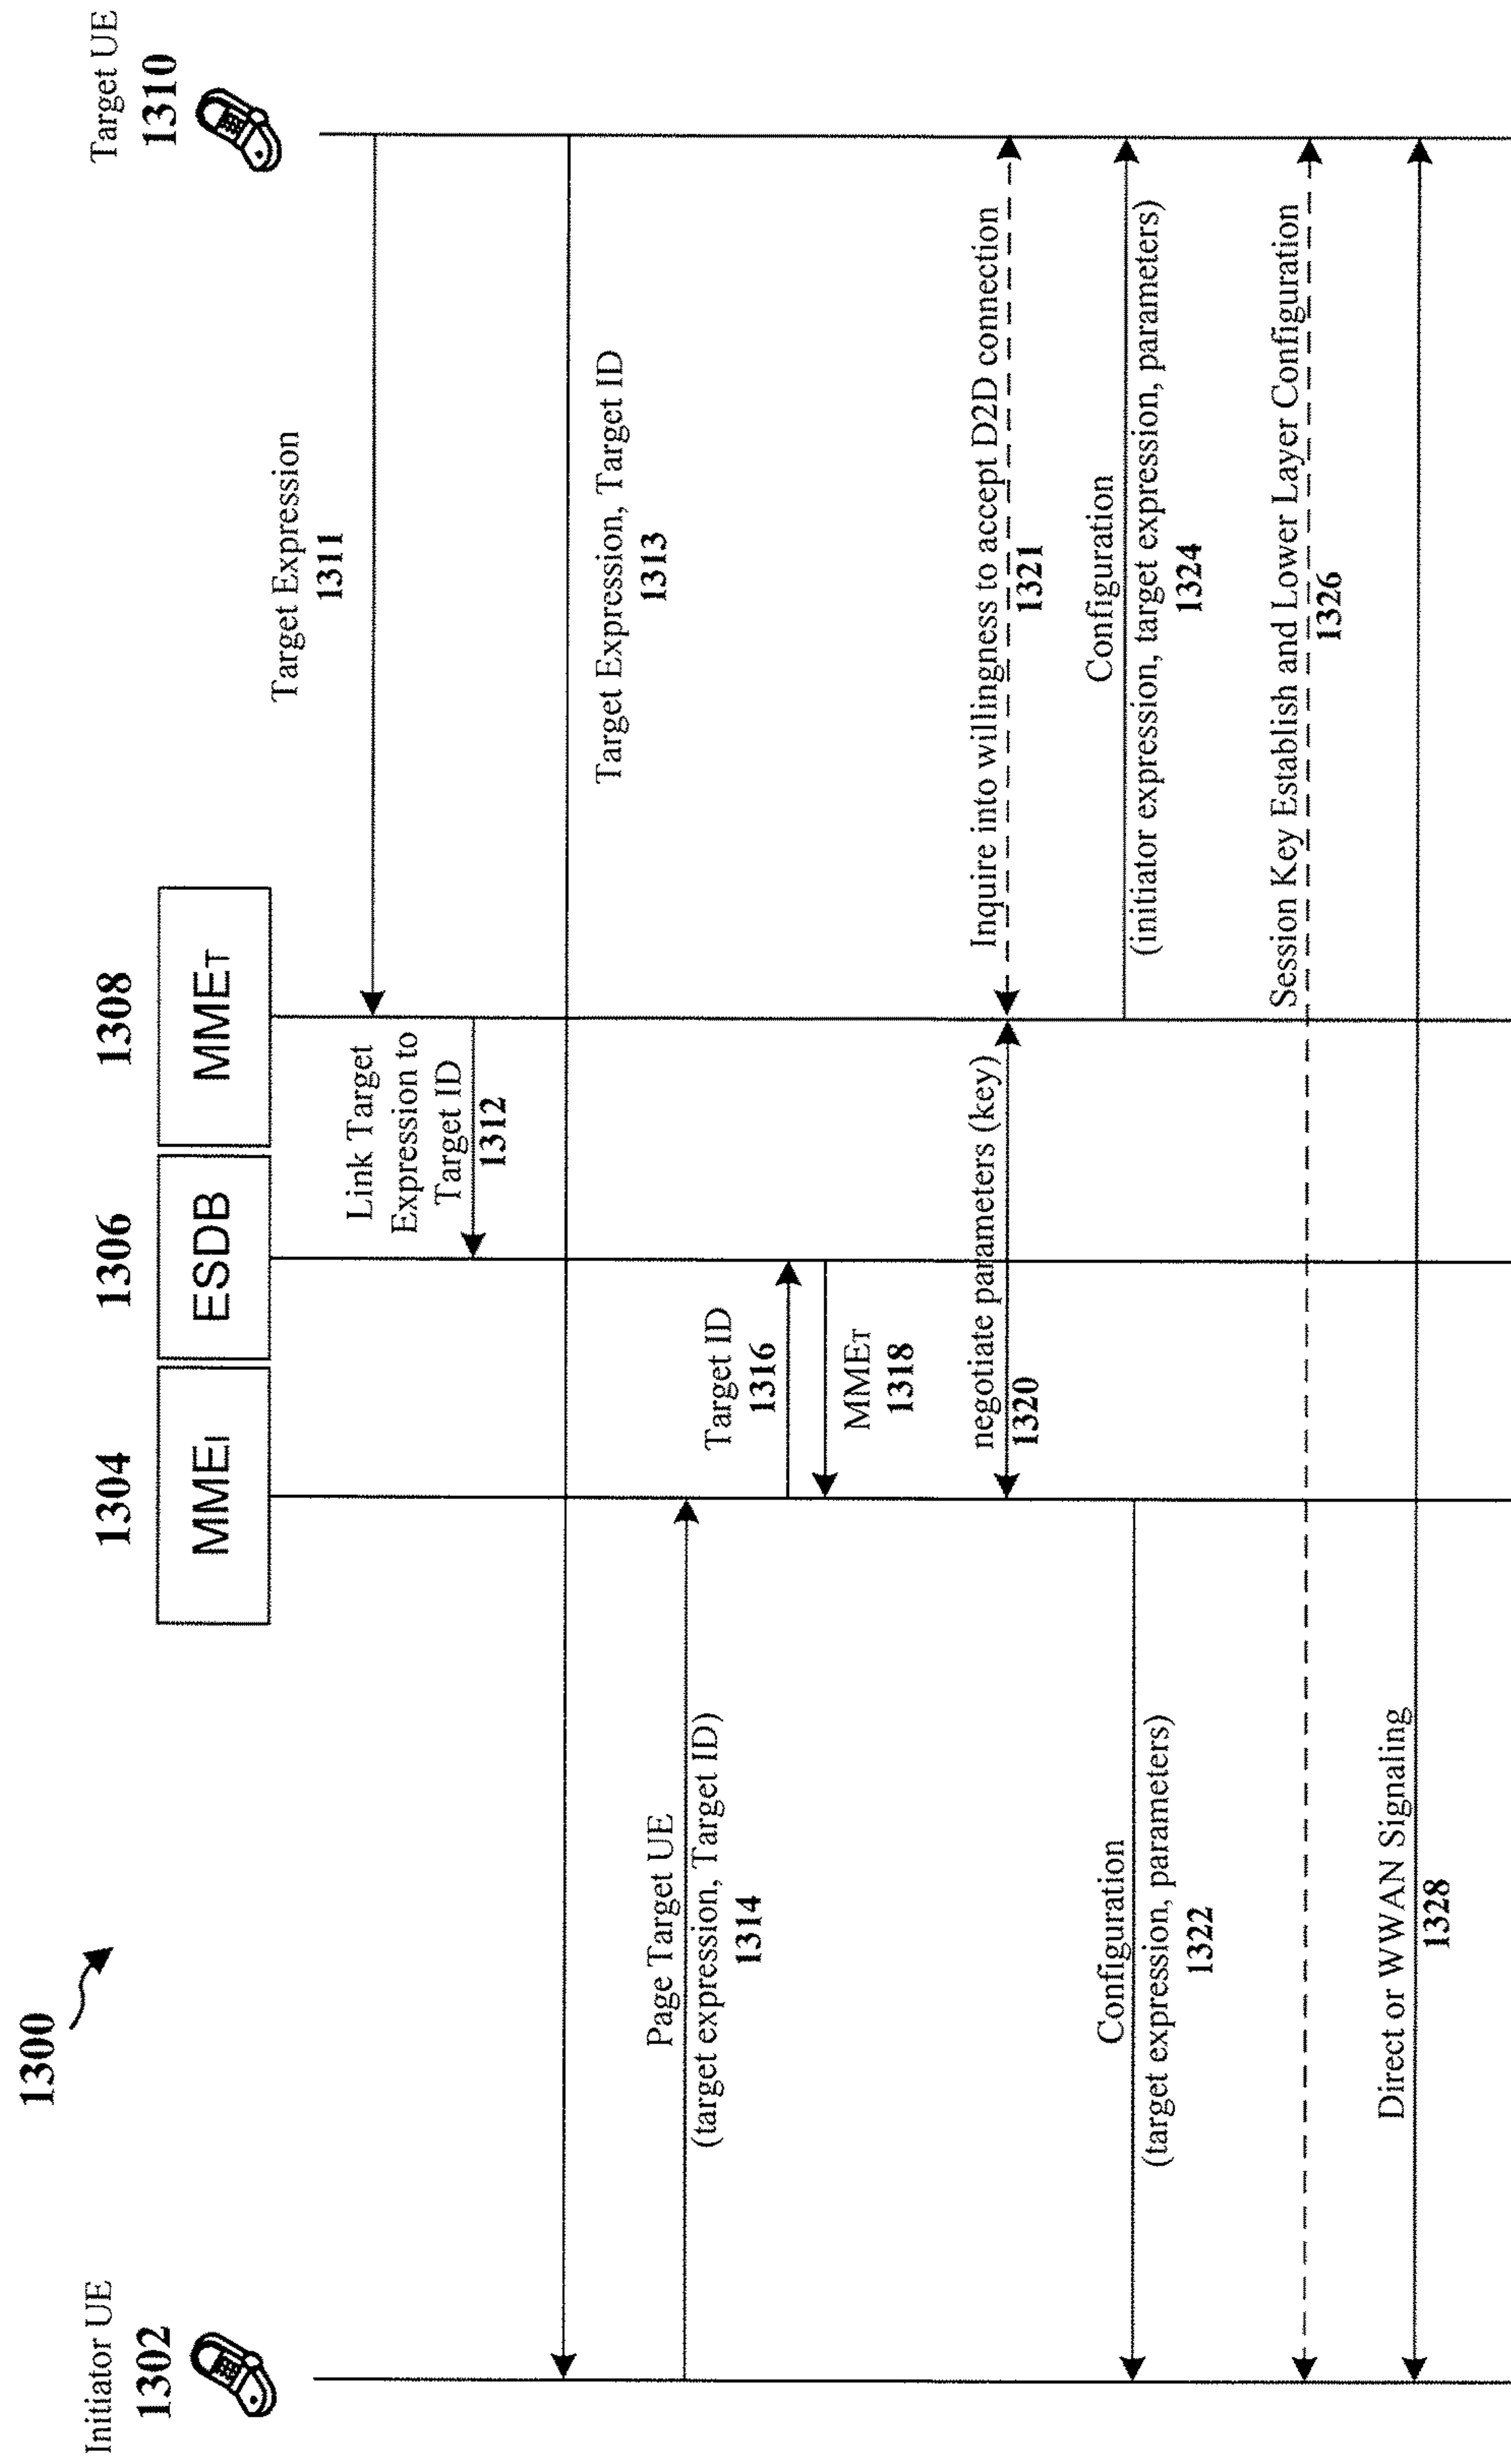 1300
Initiator UE
1302
1304
MMEI
1306
ESDB
1308
MMET
Target UE
1310
Target Expression
1311
Link Target
Expression to
Target ID
1312
Target Expression, Target ID
1313
Page Target UE
(target expression, Target ID)
1314
Target ID
1316
MMET
1318
negotiate parameters (key)
1320
Inquire into willingness to accept D2D connection
1321
Configuration
(target expression, parameters)
1322
Configuration
(initiator expression, target expression, parameters)
1324
Session Key Establish and Lower Layer Configuration
1326
Direct or WWAN Signaling
1328